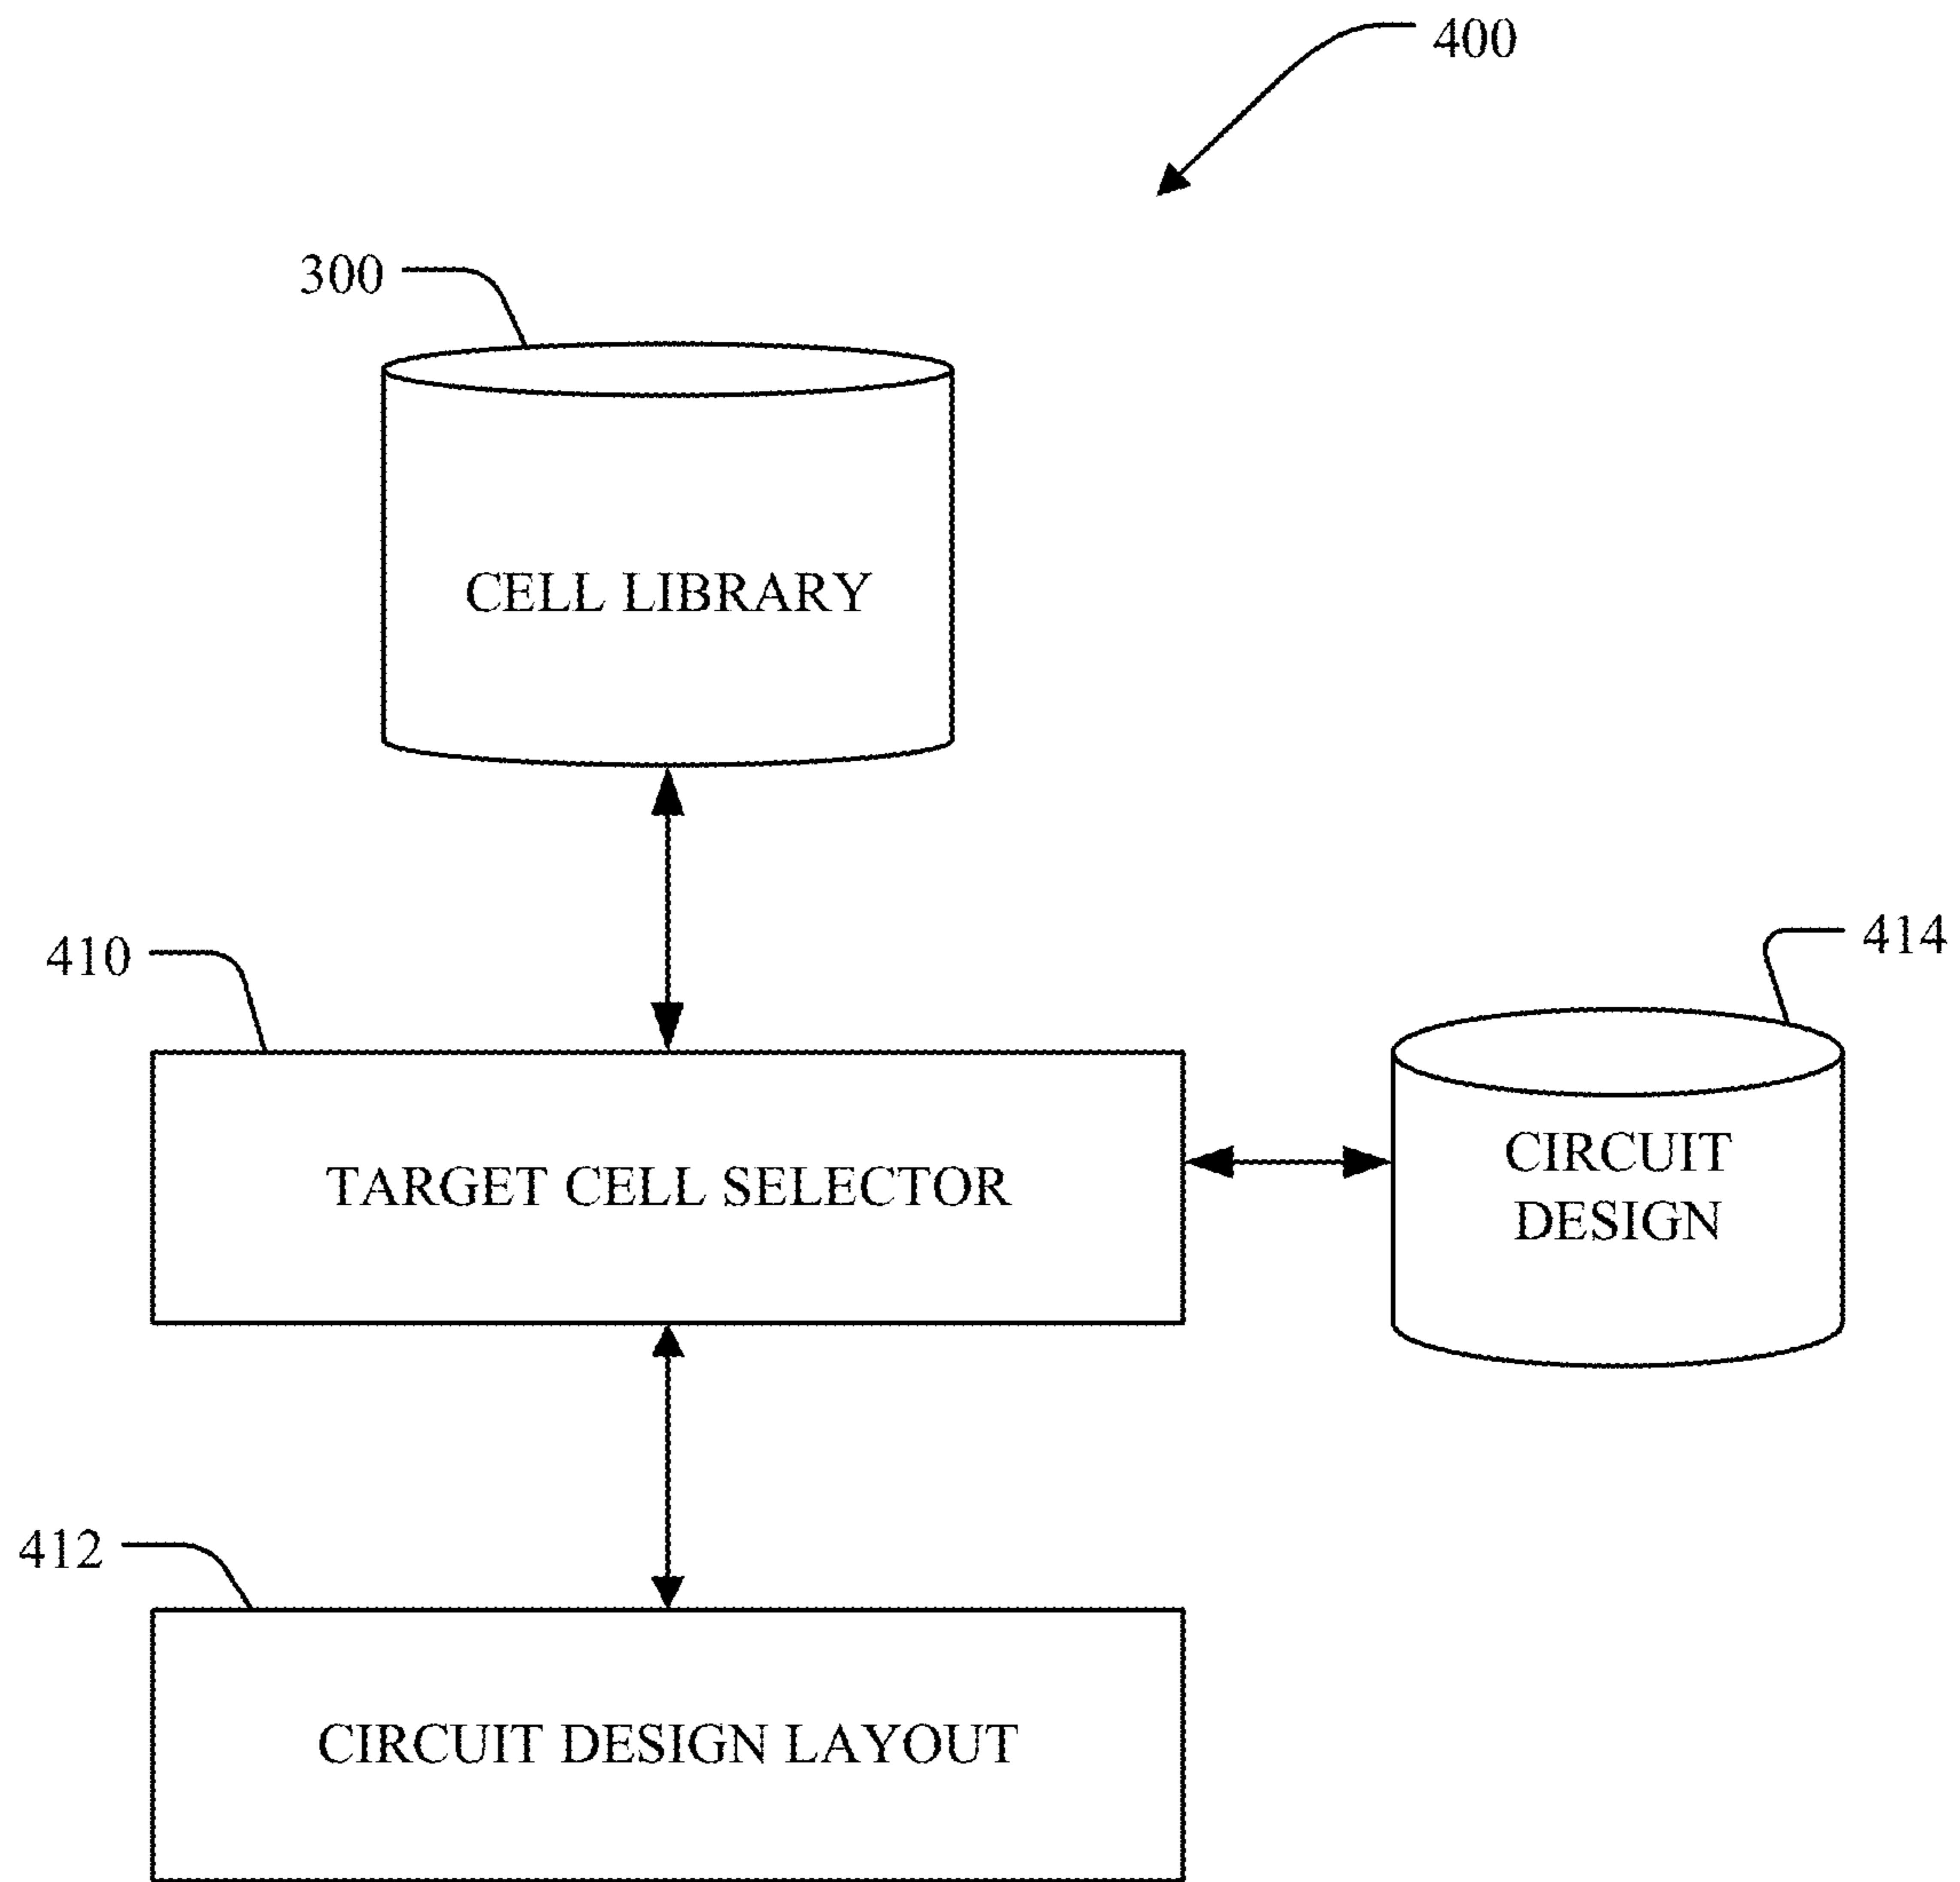 400
300
CELL LIBRARY
410
414
TARGET CELL SELECTOR
CIRCUIT
DESIGN
412
CIRCUIT DESIGN LAYOUT